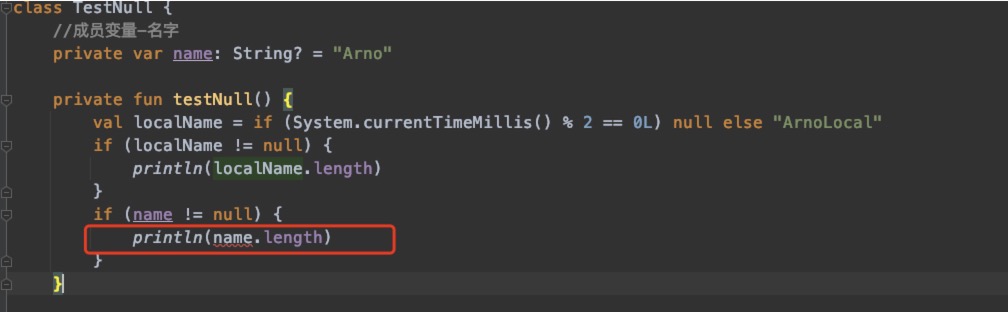 class TestNull {
//成员变量-名字
private var name: String? = "Arno"
private fun testNull() {
val localName = if (System.currentTimeMillis() % 2 == 0L) null else "ArnoLocal"
if (localName != null) {
println(localName.length)
}
if (name != null) {
println(name.length)
}
}